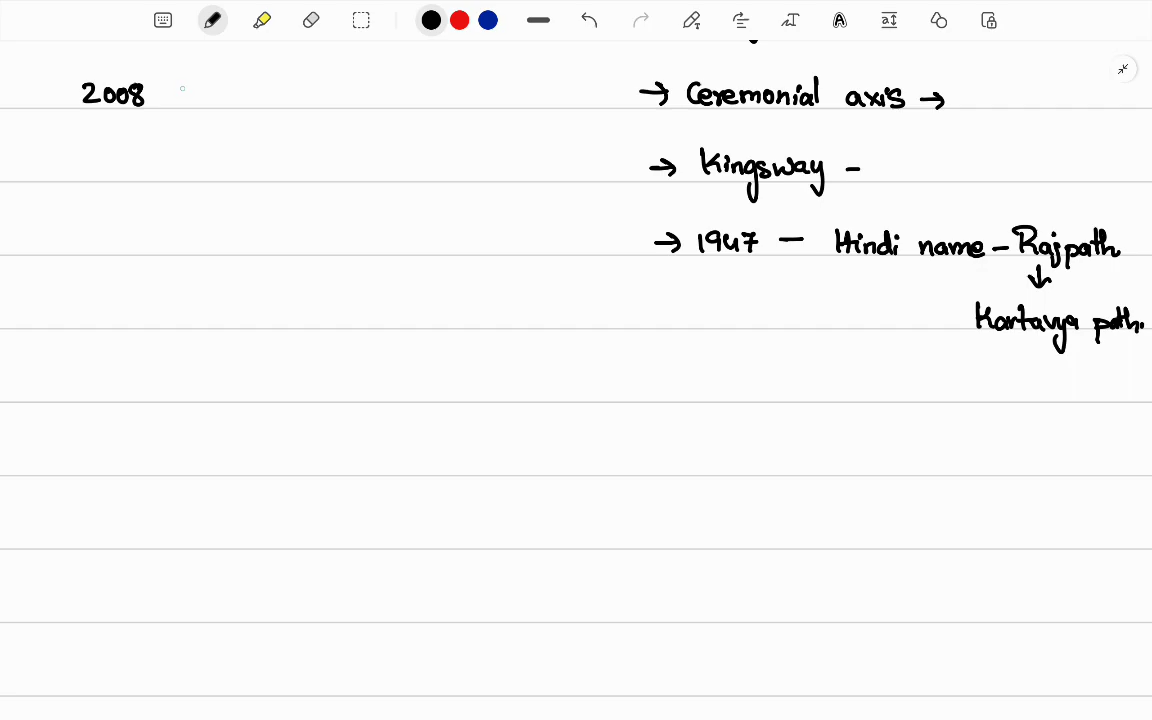 2008
→ Ceremonial axis →
→ Kingsway -
→ 1947 - Hindi name - Rajpath
↓
Kartavya path.